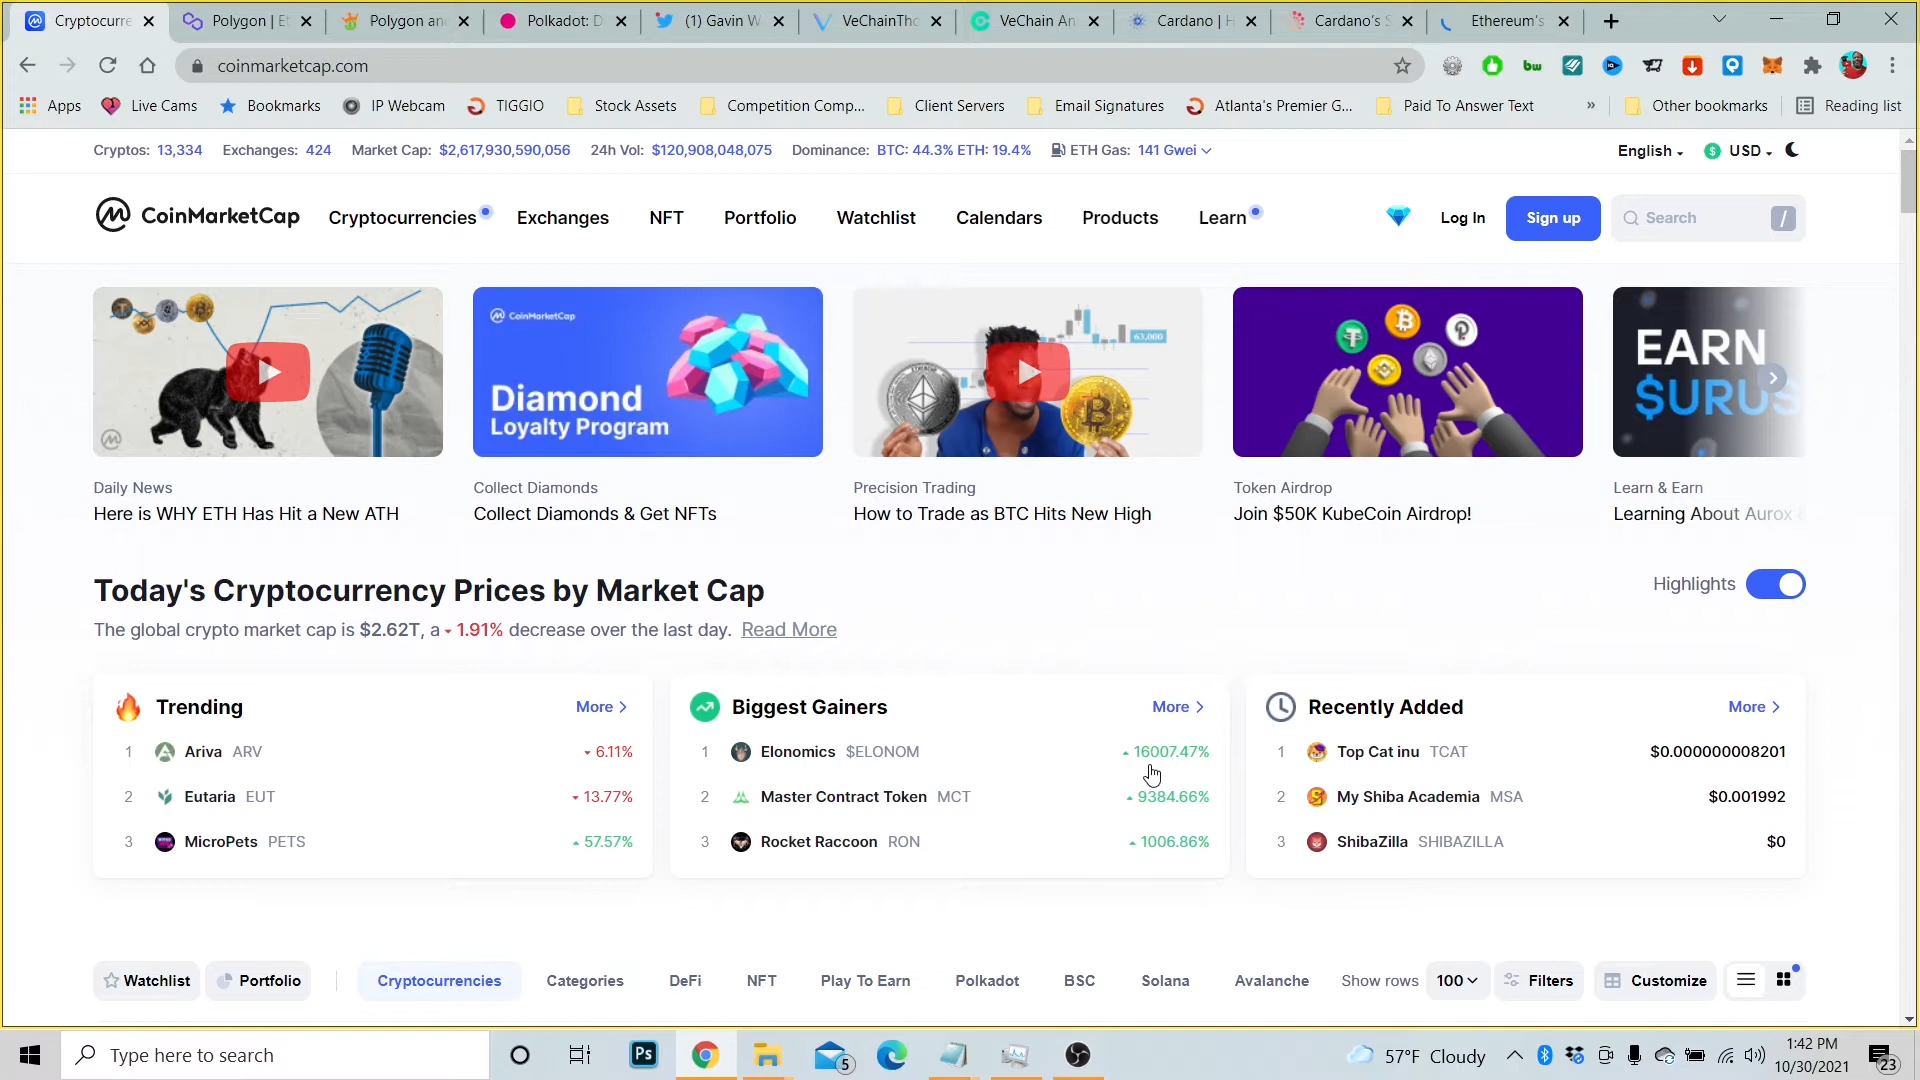 Cryptocurre
Polygon | Et
Polygon and
Polkadot: D
(1) Gavin W
VeChainTho
VeChain An
Cardano | H
Cardano's S
Ethereum's
coinmarketcap.com
bw
Apps
Live Cams
Bookmarks
IP Webcam
TIGGIO
Stock Assets
Competition Comp...
Client Servers
Email Signatures
Atlanta's Premier G...
Paid To Answer Text
»
Other bookmarks
Reading list
Cryptos: 13,334 Exchanges: 424 Market Cap: $2,617,930,590,056 24h Vol: $120,908,048,075 Dominance: BTC: 44.3% ETH: 19.4% ETH Gas: 141 Gwei
English
USD
CoinMarketCap
Cryptocurrencies
Exchanges
NFT
Portfolio
Watchlist
Calendars
Products
Learn
Log In
Sign up
Search /
CoinMarketCap
Diamond
Loyalty Program
63,000
EARN
$URUS
Daily News
Here is WHY ETH Has Hit a New ATH
Collect Diamonds
Collect Diamonds & Get NFTs
Precision Trading
How to Trade as BTC Hits New High
Token Airdrop
Join $50K KubeCoin Airdrop!
Learn & Earn
Learning About Aurox &
Today's Cryptocurrency Prices by Market Cap
Highlights
The global crypto market cap is $2.62T, a 1.91% decrease over the last day. Read More
Trending
More >
1 Ariva ARV 6.11%
2 Eutaria EUT 13.77%
3 MicroPets PETS 57.57%
Biggest Gainers
More >
1 Elonomics $ELONOM 16007.47%
2 Master Contract Token MCT 9384.66%
3 Rocket Raccoon RON 1006.86%
Recently Added
More >
1 Top Cat inu TCAT $0.000000008201
2 My Shiba Academia MSA $0.001992
3 ShibaZilla SHIBAZILLA $0
Watchlist
Portfolio
Cryptocurrencies
Categories
DeFi
NFT
Play To Earn
Polkadot
BSC
Solana
Avalanche
Show rows 100
Filters
Customize
Type here to search
Ps
5
57°F Cloudy
1:42 PM
10/30/2021
23